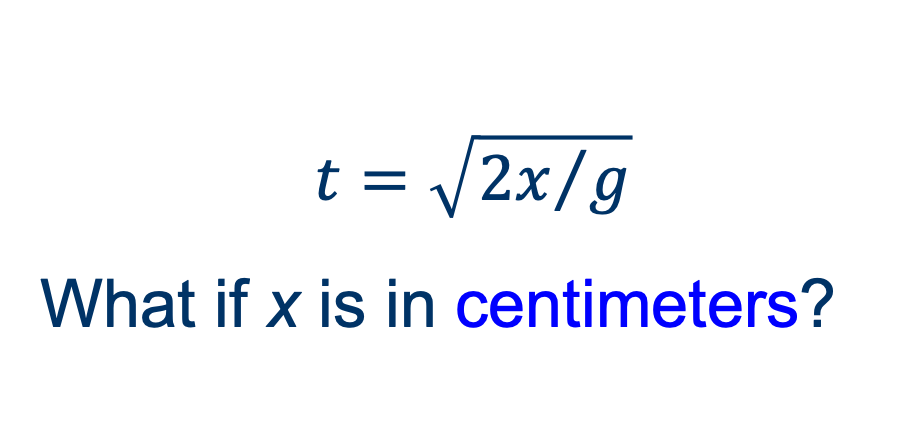 t = √2x/g
What if x is in centimeters?